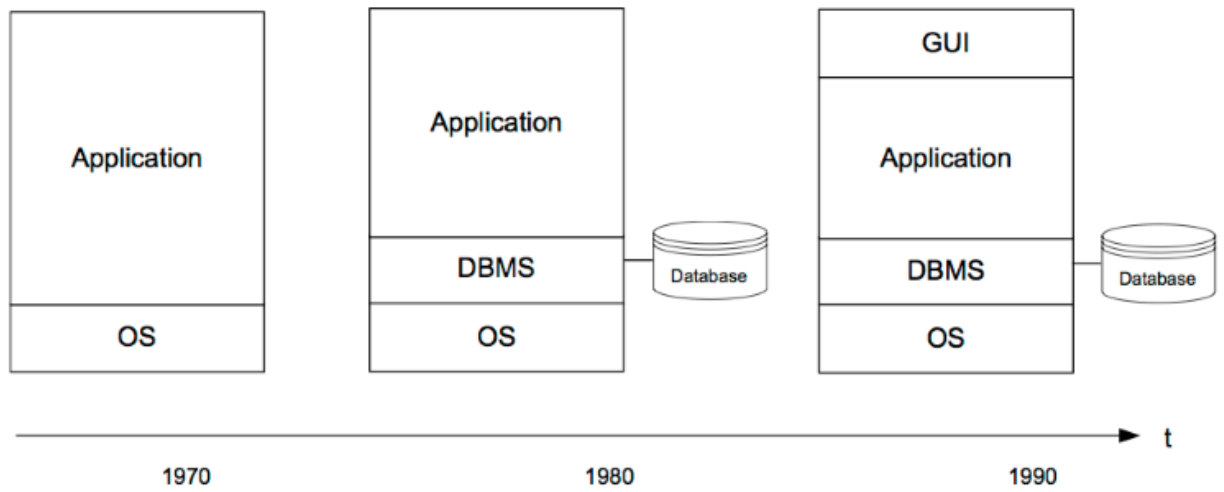 Application
OS
Application
DBMS
OS
Database
GUI
Application
DBMS
OS
Database
t
1970
1980
1990